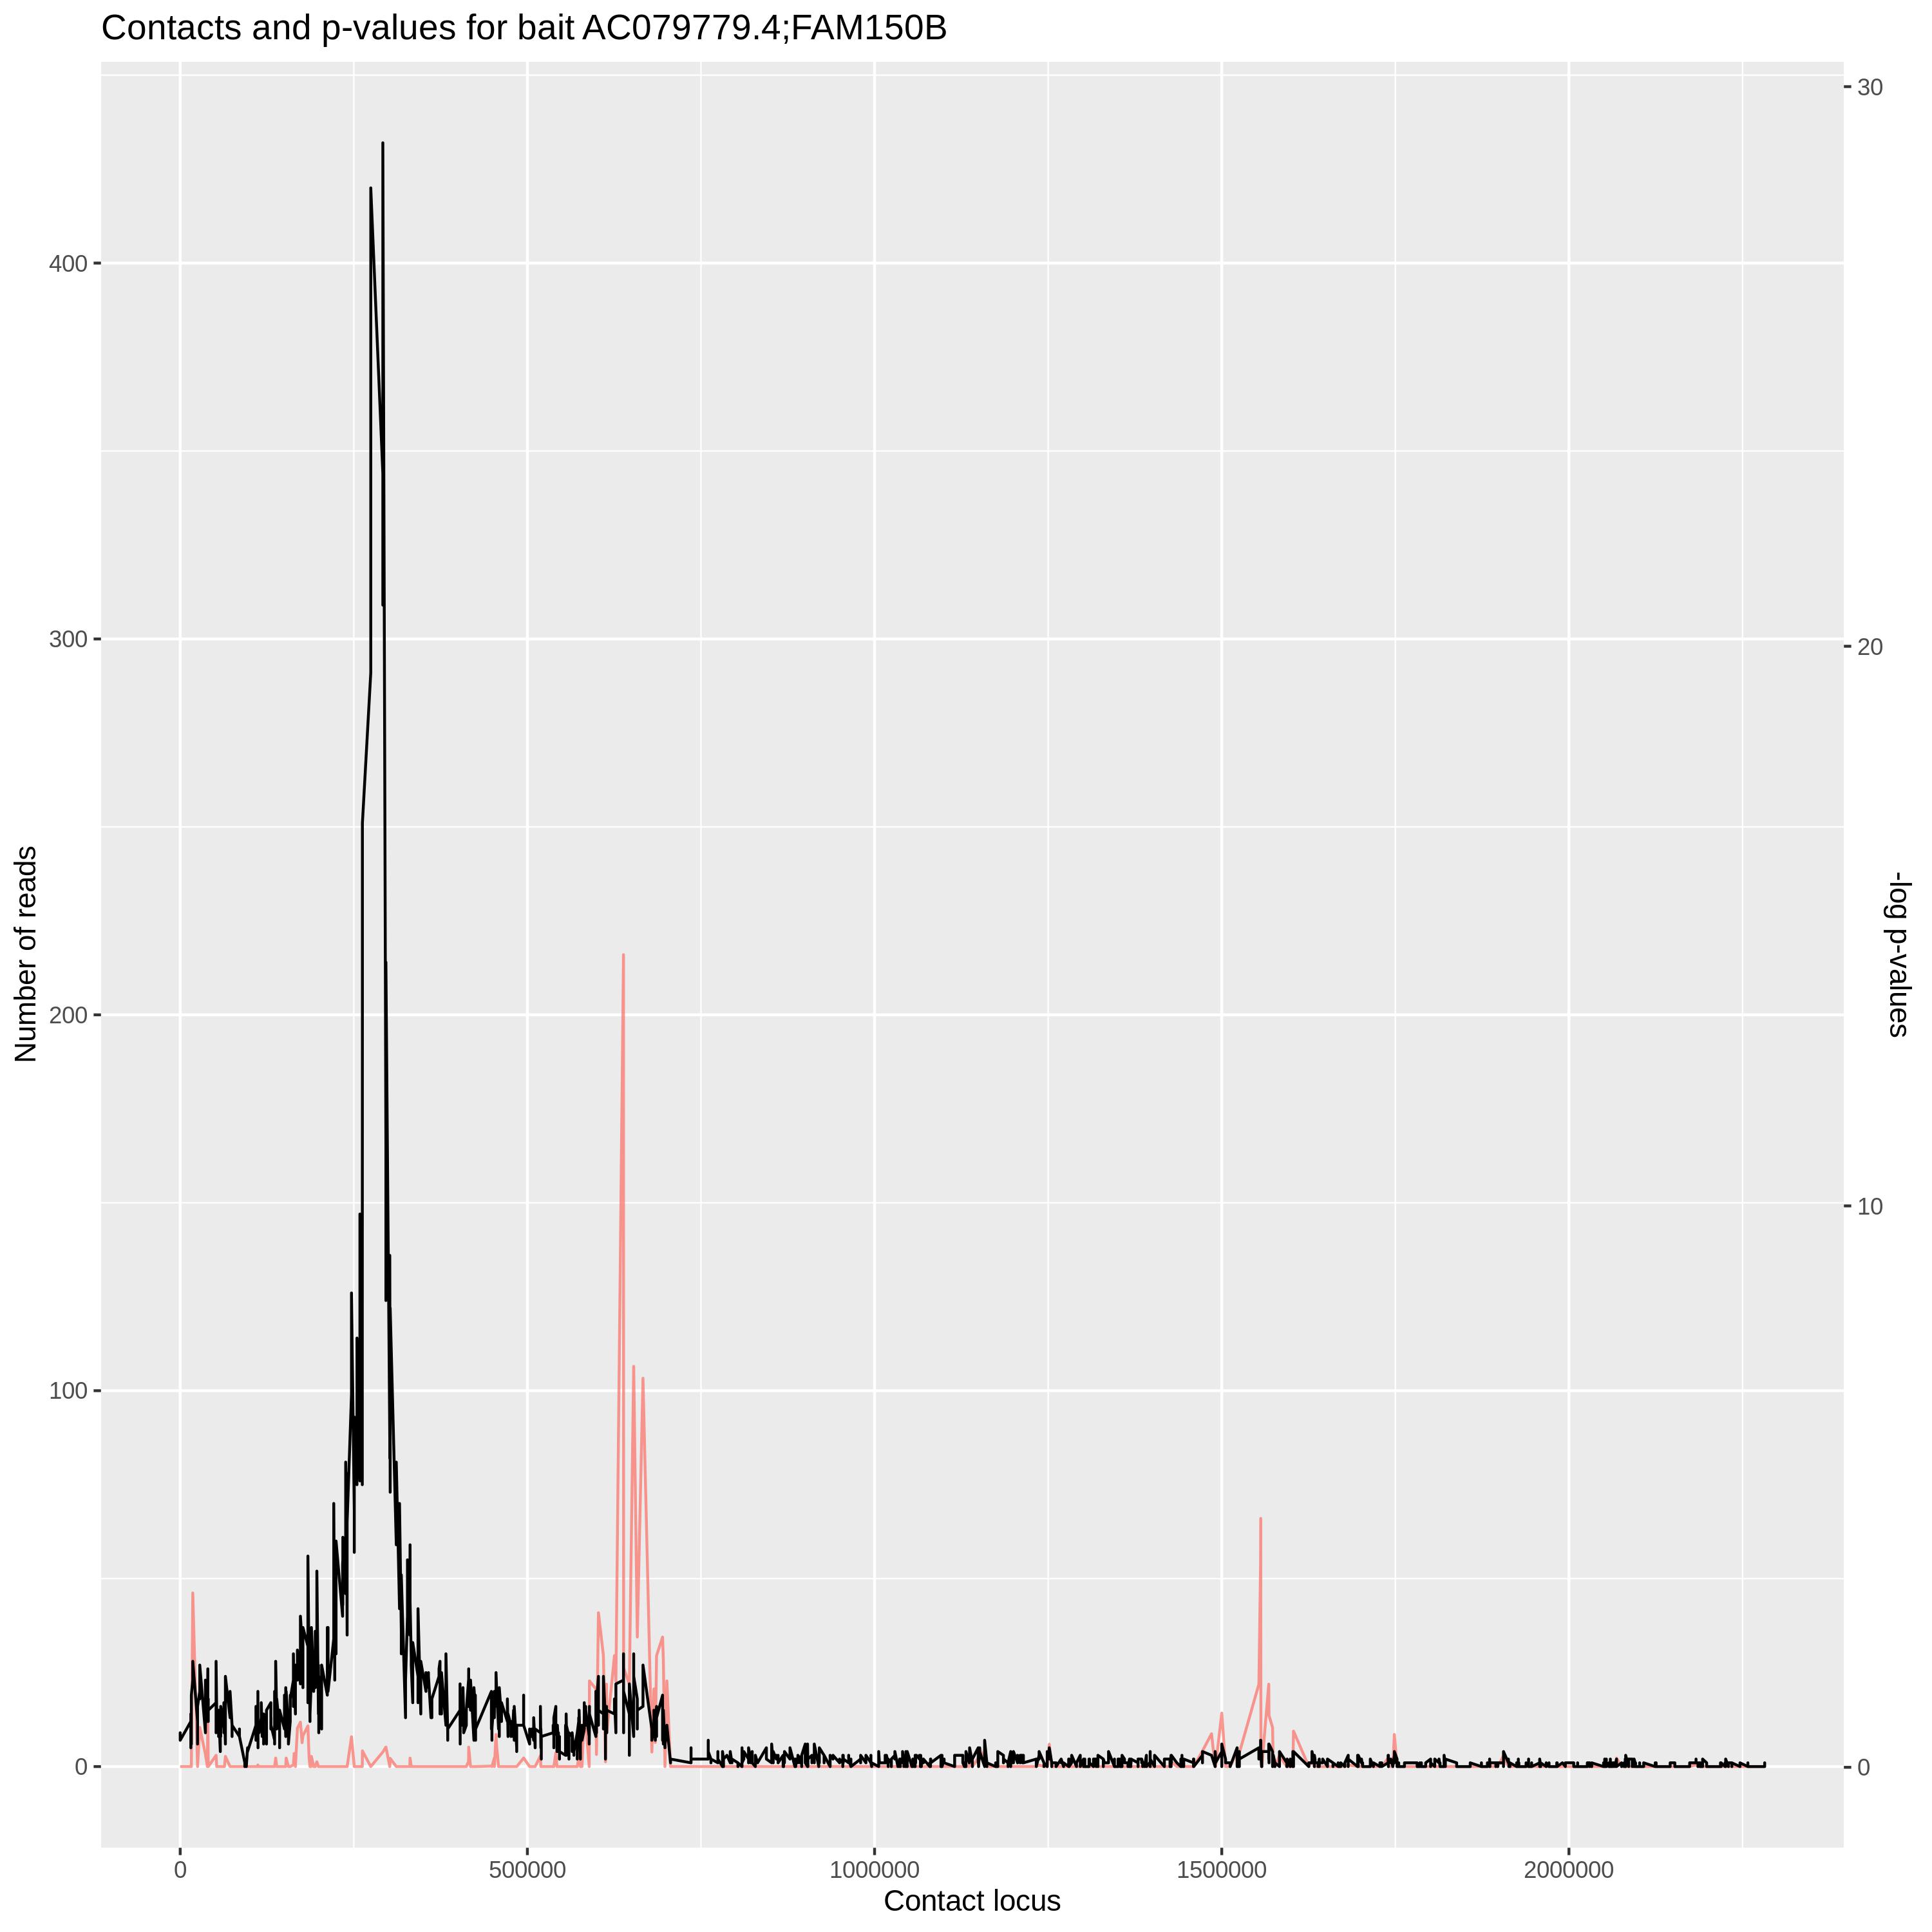 Contacts and p-values for bait AC079779.4;FAM150B
Number of reads
400
300
200
100
0
30
20
10
0
-log p-values
0 500000 1000000 1500000 2000000
Contact locus